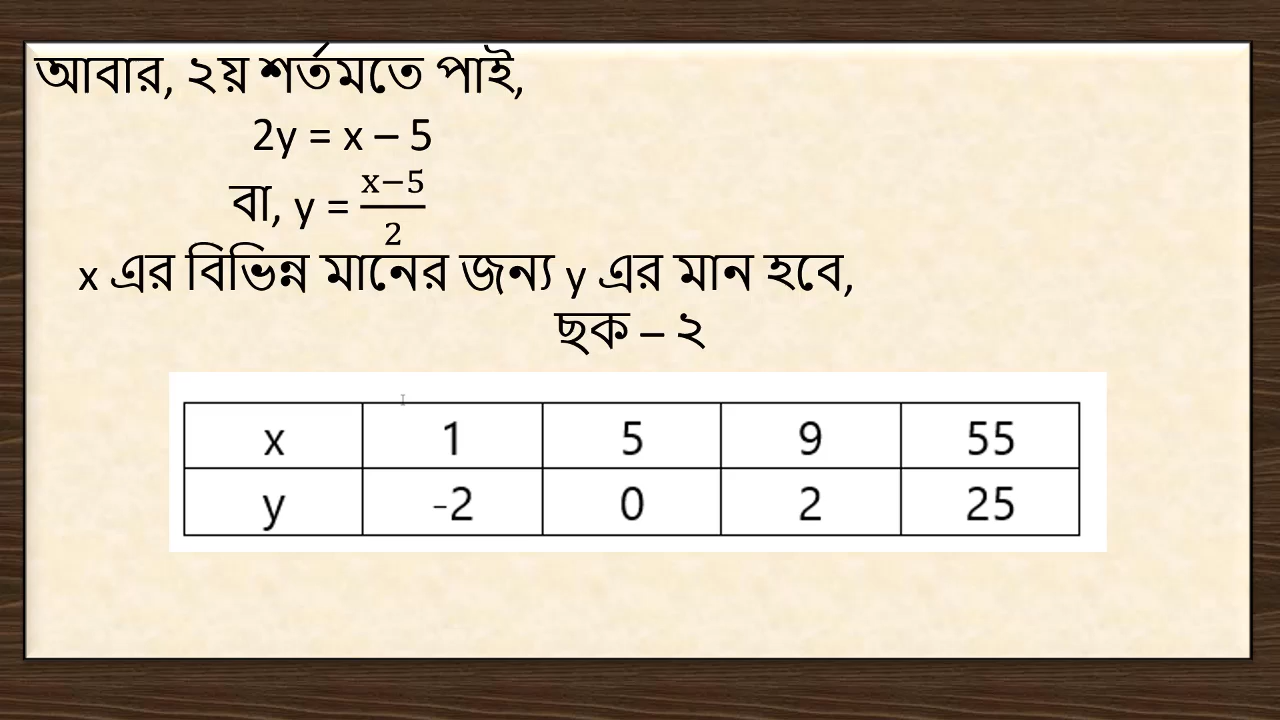 আবার, ২য় শর্তমতে পাই,
2y = x – 5
বা, y = x−5/2
x এর বিভিন্ন মানের জন্য y এর মান হবে,
ছক – ২
x 1 5 9 55
y -2 0 2 25